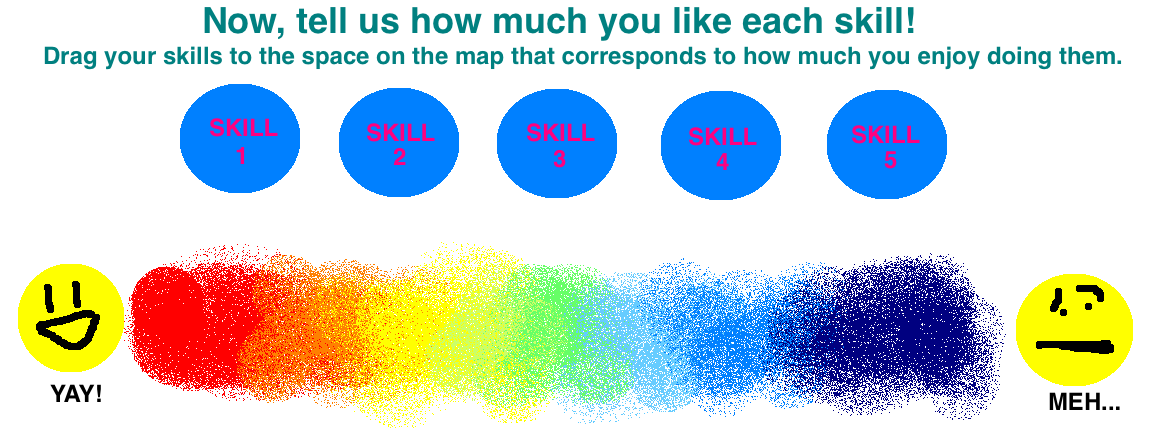 Now, tell us how much you like each skill!
Drag your skills to the space on the map that corresponds to how much you enjoy doing them.
SKILL
1
SKILL
2
SKILL
3
SKILL
4
SKILL
5
YAY!
MEH...